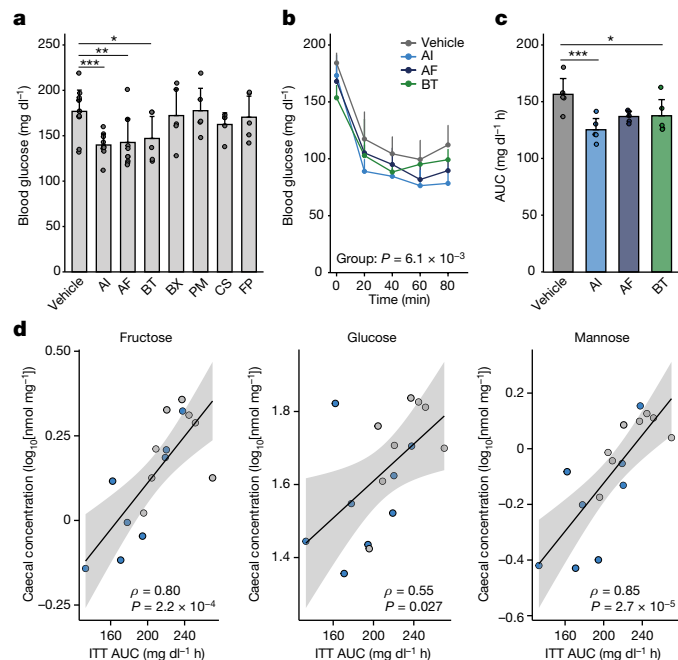 a
Blood glucose (mg dl⁻¹)
250
200
150
100
50
0
*
**
***
Vehicle
AI
AF
BT
BX
PM
CS
FP
b
Blood glucose (mg dl⁻¹)
200
150
100
50
0
Vehicle
AI
AF
BT
Group: P = 6.1 × 10⁻³
0 20 40 60 80
Time (min)
c
AUC (mg dl⁻¹ h)
200
150
100
50
0
*
***
Vehicle
AI
AF
BT
d
Fructose
Caecal concentration (log₁₀[nmol mg⁻¹])
0.50
0.25
0
−0.25
ρ = 0.80
P = 2.2 × 10⁻⁴
160 200 240
ITT AUC (mg dl⁻¹ h)
Glucose
Caecal concentration (log₁₀[nmol mg⁻¹])
1.8
1.6
1.4
ρ = 0.55
P = 0.027
160 200 240
ITT AUC (mg dl⁻¹ h)
Mannose
Caecal concentration (log₁₀[nmol mg⁻¹])
0.2
0
−0.2
−0.4
−0.6
ρ = 0.85
P = 2.7 × 10⁻⁵
160 200 240
ITT AUC (mg dl⁻¹ h)